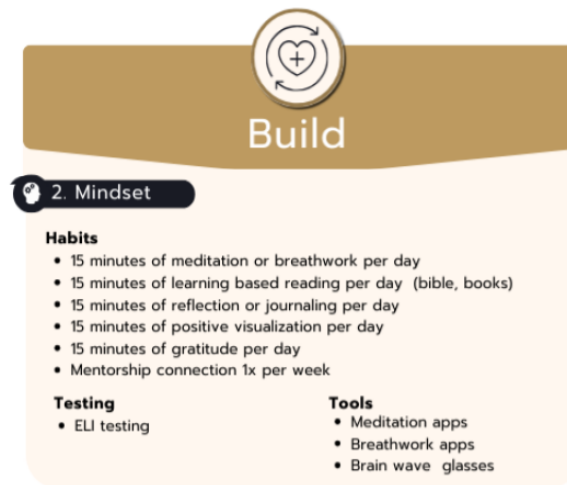 Build
2. Mindset
Habits
• 15 minutes of meditation or breathwork per day
• 15 minutes of learning based reading per day (bible, books)
• 15 minutes of reflection or journaling per day
• 15 minutes of positive visualization per day
• 15 minutes of gratitude per day
• Mentorship connection 1x per week
Testing
• ELI testing
Tools
• Meditation apps
• Breathwork apps
• Brain wave glasses